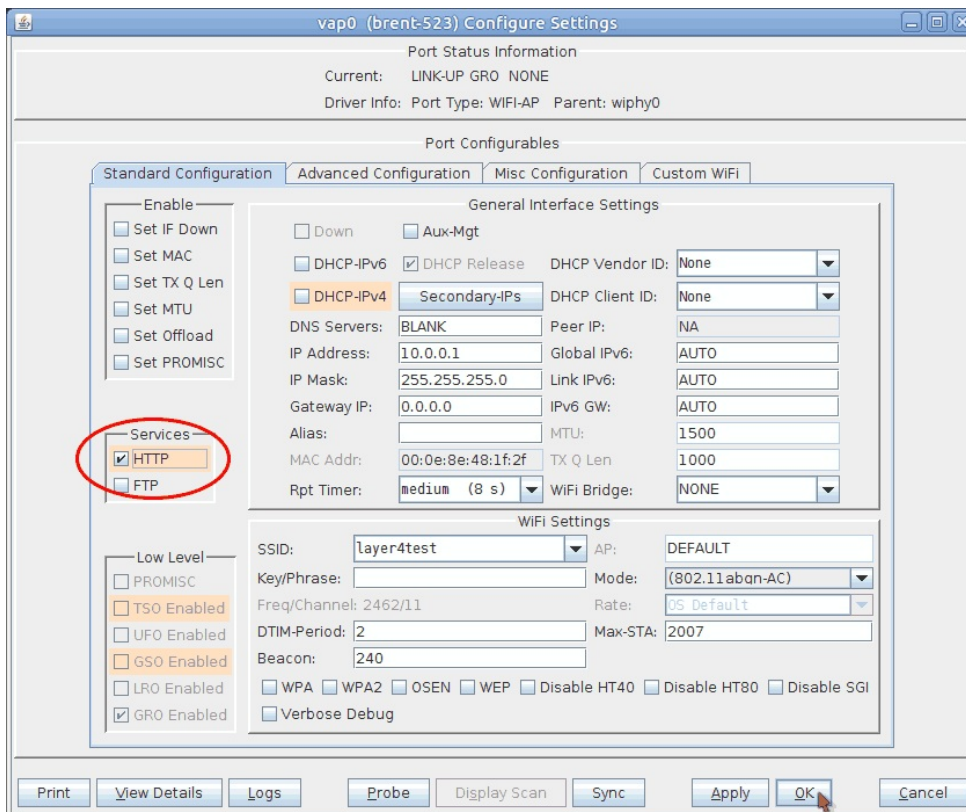 vap0 (brent-523) Configure Settings
Port Status Information
Current: LINK-UP GRO NONE
Driver Info: Port Type: WIFI-AP Parent: wiphy0
Port Configurables
Standard Configuration Advanced Configuration Misc Configuration Custom WiFi
Enable
Set IF Down
Set MAC
Set TX Q Len
Set MTU
Set Offload
Set PROMISC
Services
HTTP
FTP
Low Level
PROMISC
TSO Enabled
UFO Enabled
GSO Enabled
LRO Enabled
GRO Enabled
General Interface Settings
Down Aux-Mgt
DHCP-IPv6 DHCP Release DHCP Vendor ID: None
DHCP-IPv4 Secondary-IPs DHCP Client ID: None
DNS Servers: BLANK Peer IP: NA
IP Address: 10.0.0.1 Global IPv6: AUTO
IP Mask: 255.255.255.0 Link IPv6: AUTO
Gateway IP: 0.0.0.0 IPv6 GW: AUTO
Alias: MTU: 1500
MAC Addr: 00:0e:8e:48:1f:2f TX Q Len 1000
Rpt Timer: medium (8 s) WiFi Bridge: NONE
WiFi Settings
SSID: layer4test AP: DEFAULT
Key/Phrase: Mode: (802.11abgn-AC)
Freq/Channel: 2462/11 Rate: OS Default
DTIM-Period: 2 Max-STA: 2007
Beacon: 240
WPA WPA2 OSEN WEP Disable HT40 Disable HT80 Disable SGI
Verbose Debug
Print View Details Logs Probe Display Scan Sync Apply OK Cancel